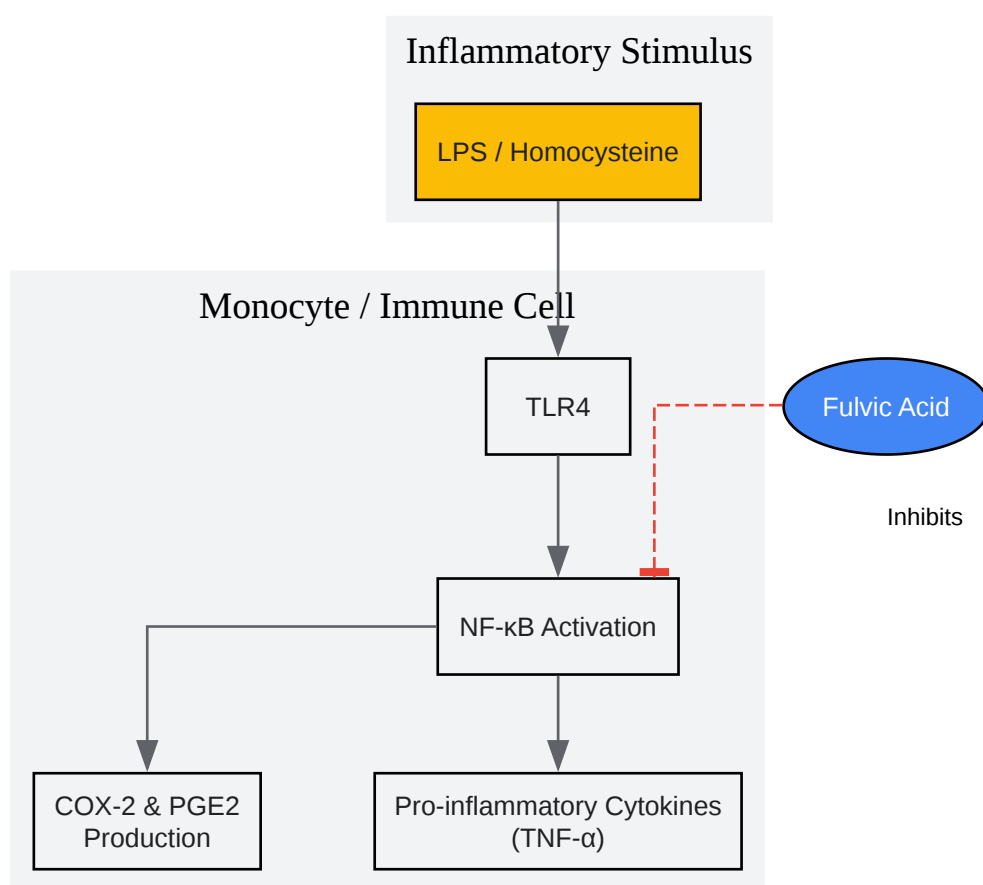 Inflammatory Stimulus
LPS / Homocysteine
Monocyte / Immune Cell
TLR4
Fulvic Acid
Inhibits
NF-κB Activation
COX-2 & PGE2
Production
Pro-inflammatory Cytokines
(TNF-α)